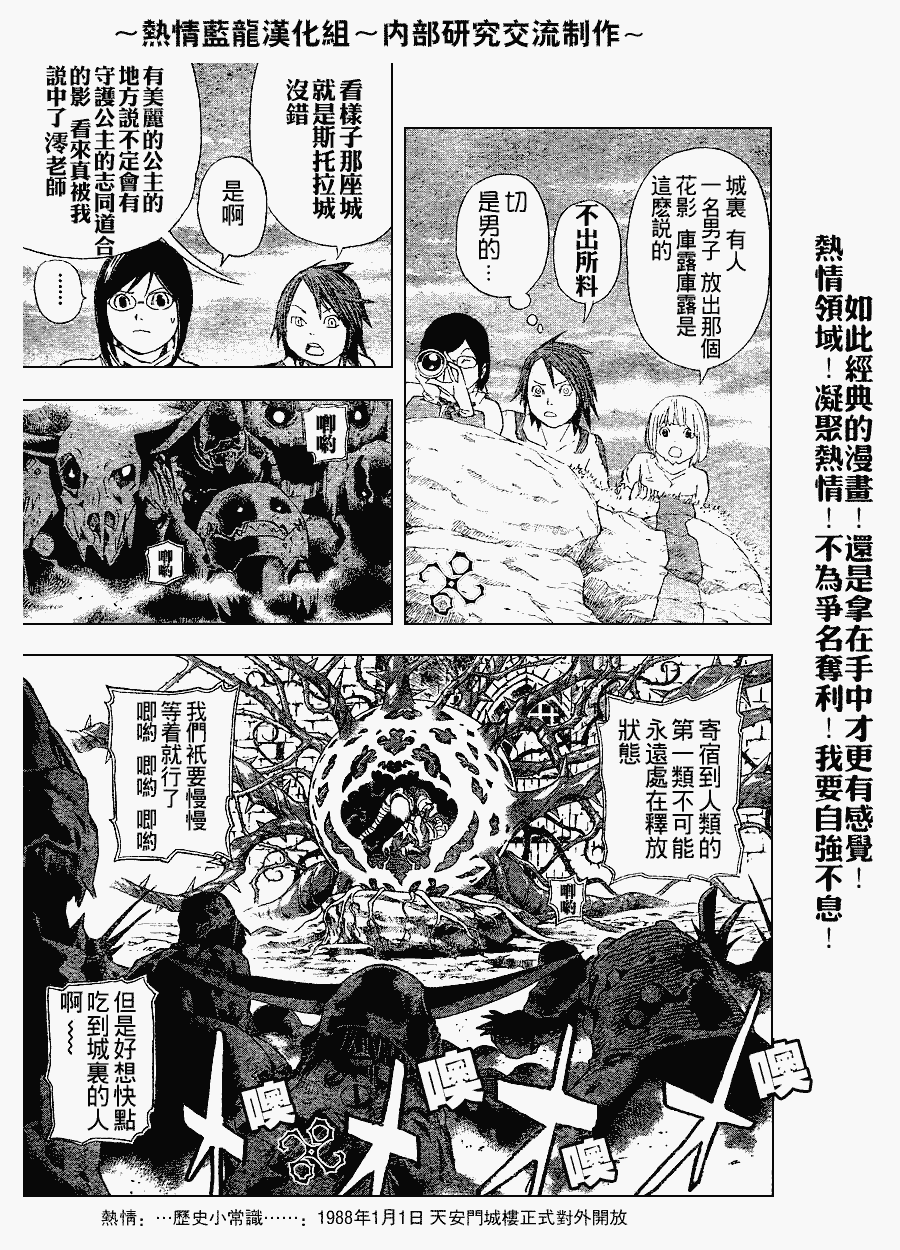 ～熱情藍龍漢化組～内部研究交流制作～
如此經典的漫畫！還是拿在手中才更有感覺！
熱情領域！凝聚熱情！不為爭名奪利！我要自強不息！
城裏 有人
一名男子 放出那個
花影 庫露庫露是
這麽説的
不出所料
切
是男的…
看樣子那座城
就是斯托拉城
沒錯
是啊
有美麗的公主的
地方説不定會有
守護公主的志同道合
的影 看來真被我
説中了 澪老師
……
唧喲
唧喲
寄宿到人類的
第一類不可能
永遠處在釋放
狀態
我們祇要慢慢
等着就行了
唧喲 唧喲 唧喲
唧喲
但是好想快點
吃到城裏的人
啊～～
噢
噢
噢
噢
熱情：…歷史小常識……：1988年1月1日 天安門城樓正式對外開放